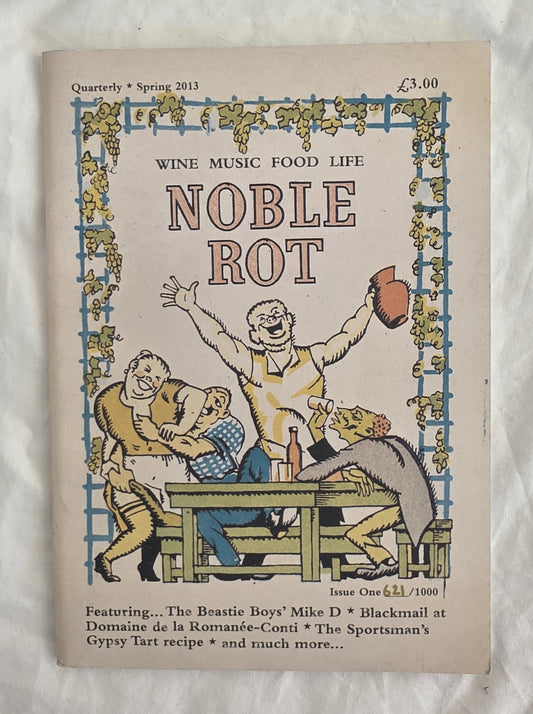 Quarterly * Spring 2013
£3.00
WINE MUSIC FOOD LIFE
NOBLE
ROT
Issue One 621/1000
Featuring... The Beastie Boys' Mike D * Blackmail at
Domaine de la Romanée-Conti * The Sportsman's
Gypsy Tart recipe * and much more...